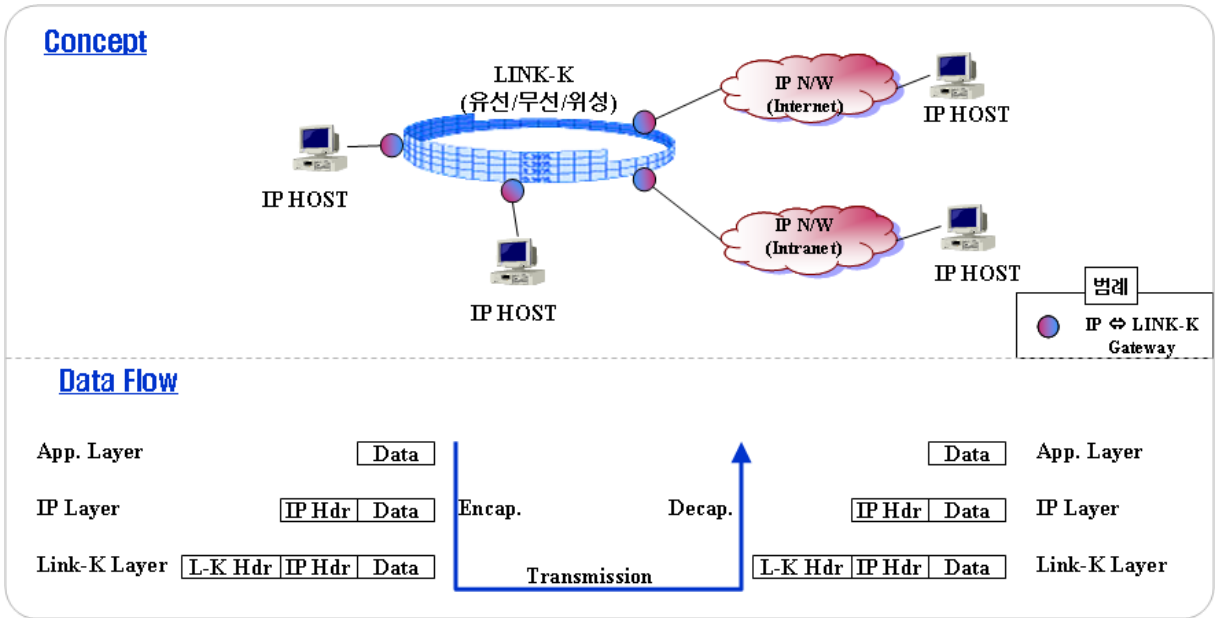 Concept
LINK-K
(유선/무선/위성)
IP N/W
(Internet)
IP HOST
IP HOST
IP HOST
IP N/W
(Intranet)
IP HOST
범례
IP ⇔ LINK-K
Gateway
Data Flow
App. Layer Data Data App. Layer
IP Layer IP Hdr Data Encap. Decap. IP Hdr Data IP Layer
Link-K Layer L-K Hdr IP Hdr Data Transmission L-K Hdr IP Hdr Data Link-K Layer